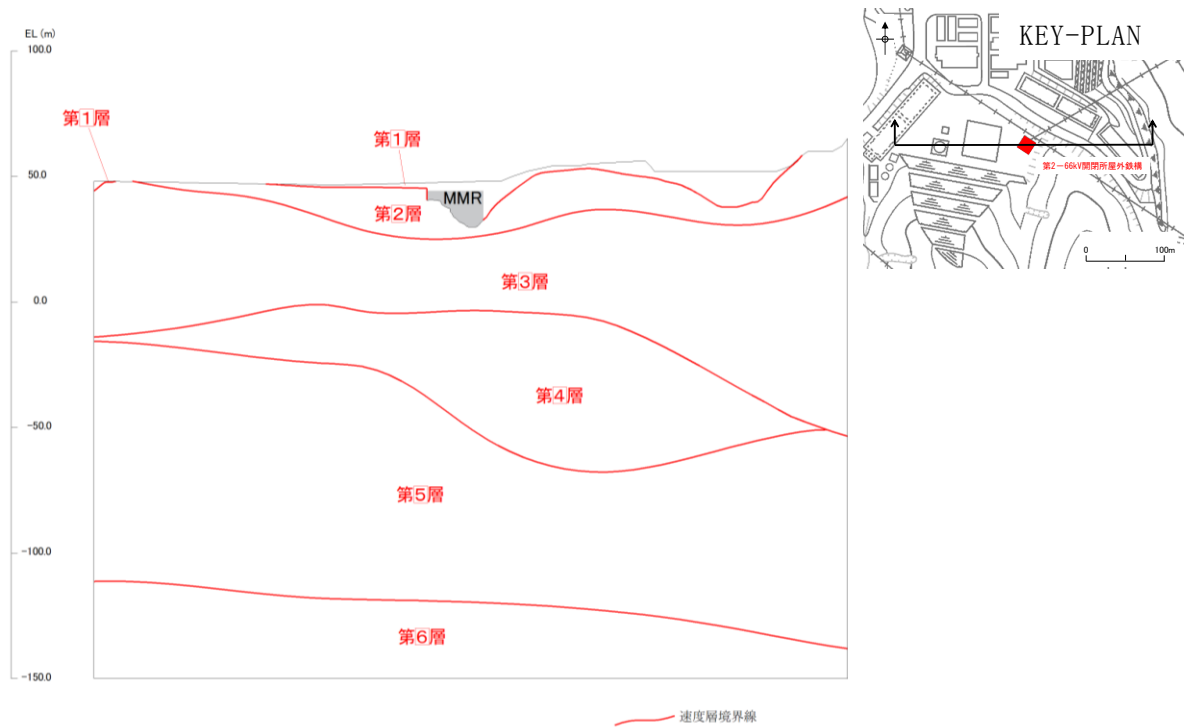 EL (m)
100.0
50.0
0.0
-50.0
-100.0
-150.0
第1層
第1層
第2層
MMR
第3層
第4層
第5層
第6層
速度層境界線
KEY-PLAN
第2-66kV開閉所屋外鉄構
0
100m